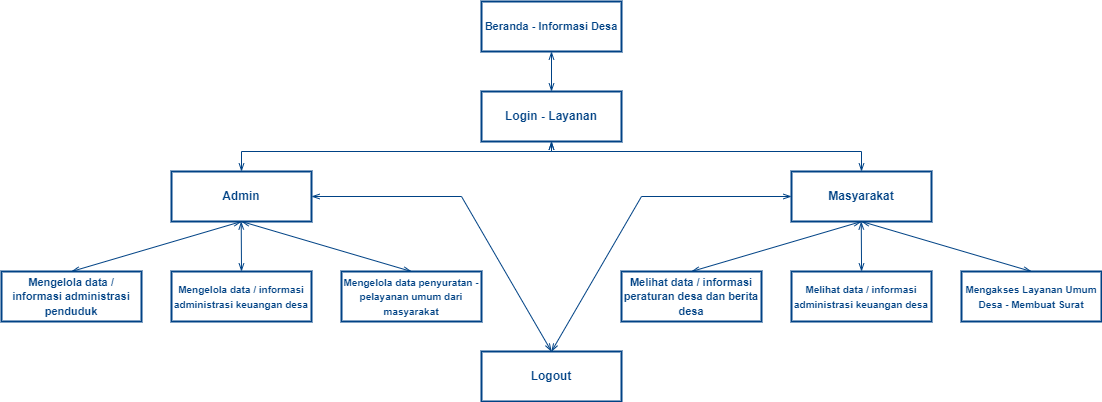 Beranda - Informasi Desa
Login - Layanan
Admin
Masyarakat
Mengelola data /
informasi administrasi
penduduk
Mengelola data / informasi
administrasi keuangan desa
Mengelola data penyuratan -
pelayanan umum dari
masyarakat
Melihat data / informasi
peraturan desa dan berita
desa
Melihat data / informasi
administrasi keuangan desa
Mengakses Layanan Umum
Desa - Membuat Surat
Logout